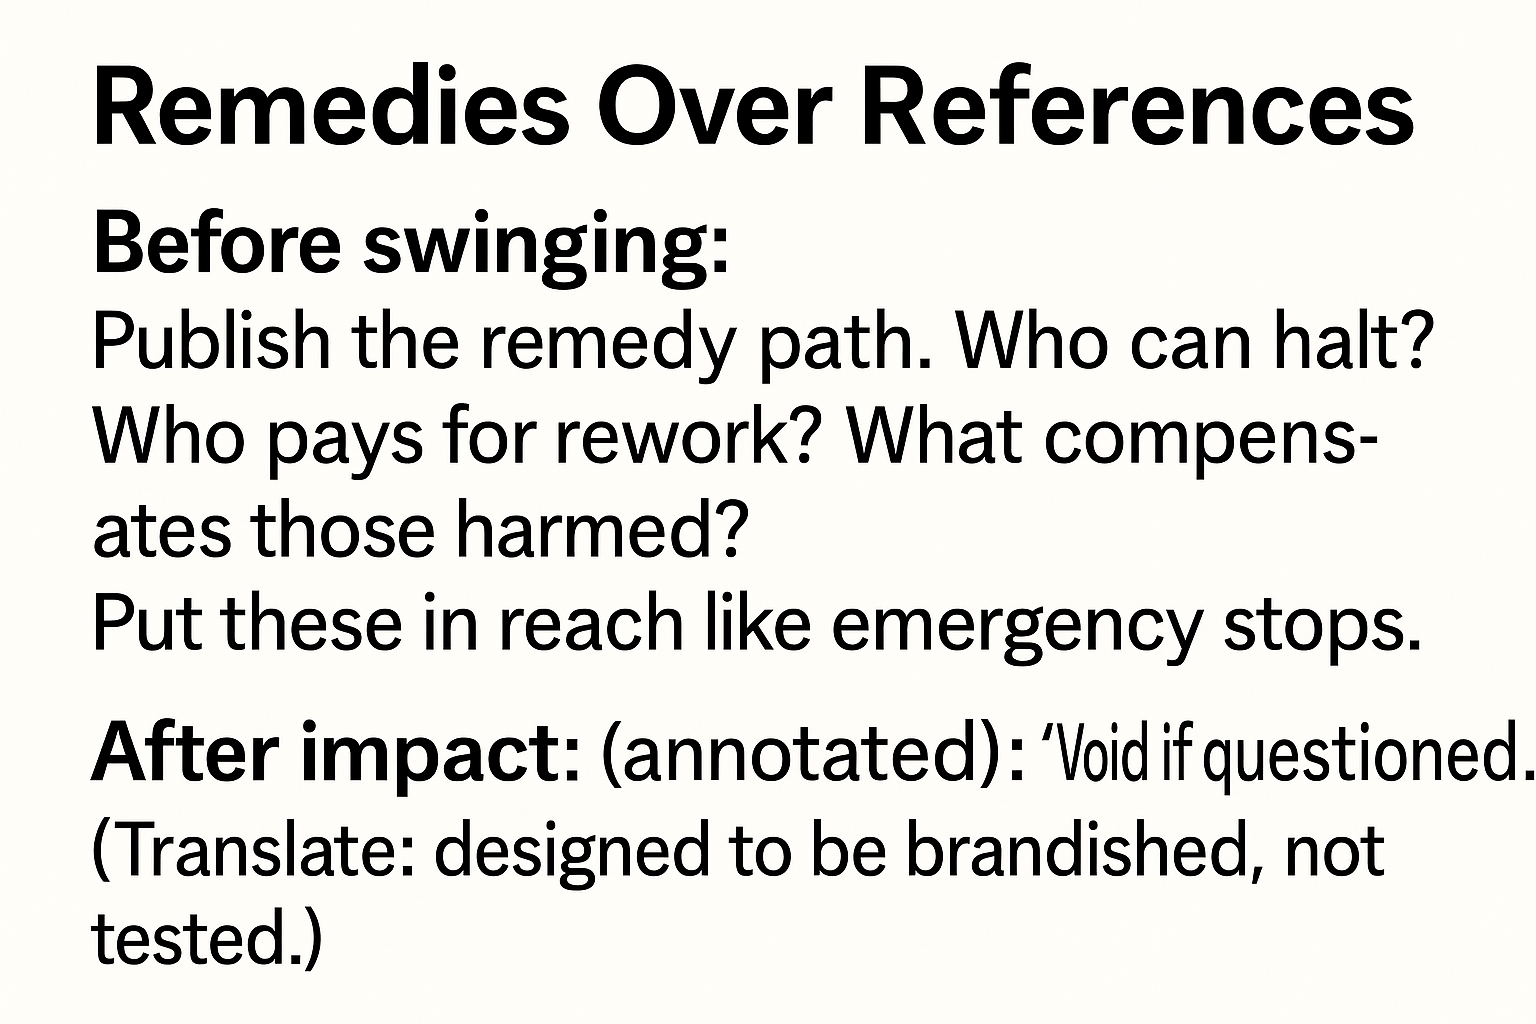 Remedies Over References
Before swinging:
Publish the remedy path. Who can halt?
Who pays for rework? What compens-
ates those harmed?
Put these in reach like emergency stops.
After impact: (annotated): ‘Void if questioned.
(Translate: designed to be brandished, not
tested.)